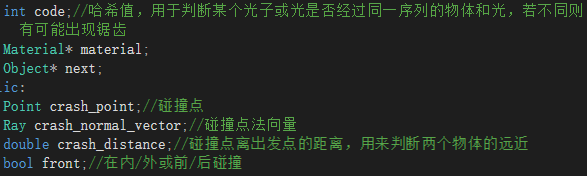 int code;//哈希值，用于判断某个光子或光是否经过同一序列的物体和光，若不同则
有可能出现锯齿
Material* material;
Object* next;
ic:
Point crash_point;//碰撞点
Ray crash_normal_vector;//碰撞点法向量
double crash_distance;//碰撞点离出发点的距离，用来判断两个物体的远近
bool front;//在内/外或前/后碰撞